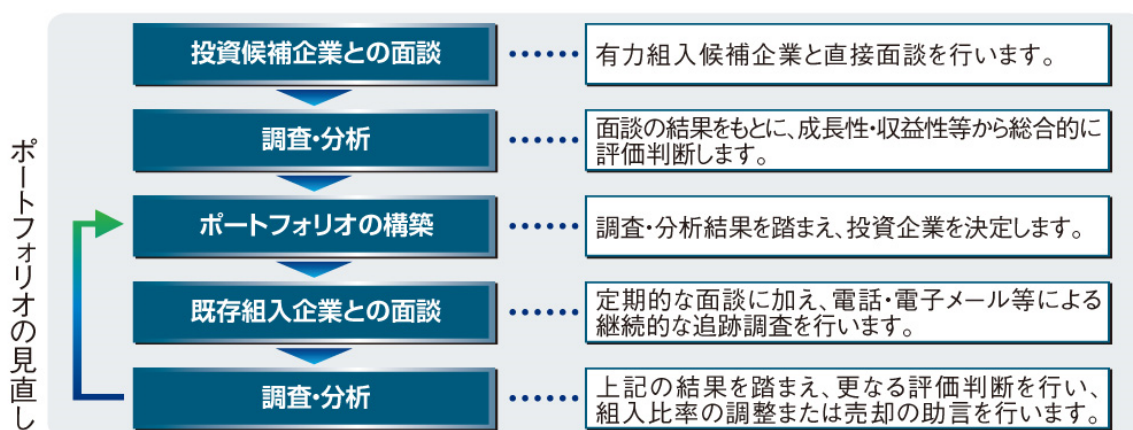 投資候補企業との面談
有力組入候補企業と直接面談を行います。
調査・分析
面談の結果をもとに、成長性・収益性等から総合的に
評価判断します。
ポートフォリオの構築
調査・分析結果を踏まえ、投資企業を決定します。
既存組入企業との面談
定期的な面談に加え、電話・電子メール等による
継続的な追跡調査を行います。
調査・分析
上記の結果を踏まえ、更なる評価判断を行い、
組入比率の調整または売却の助言を行います。
ポートフォリオの見直し